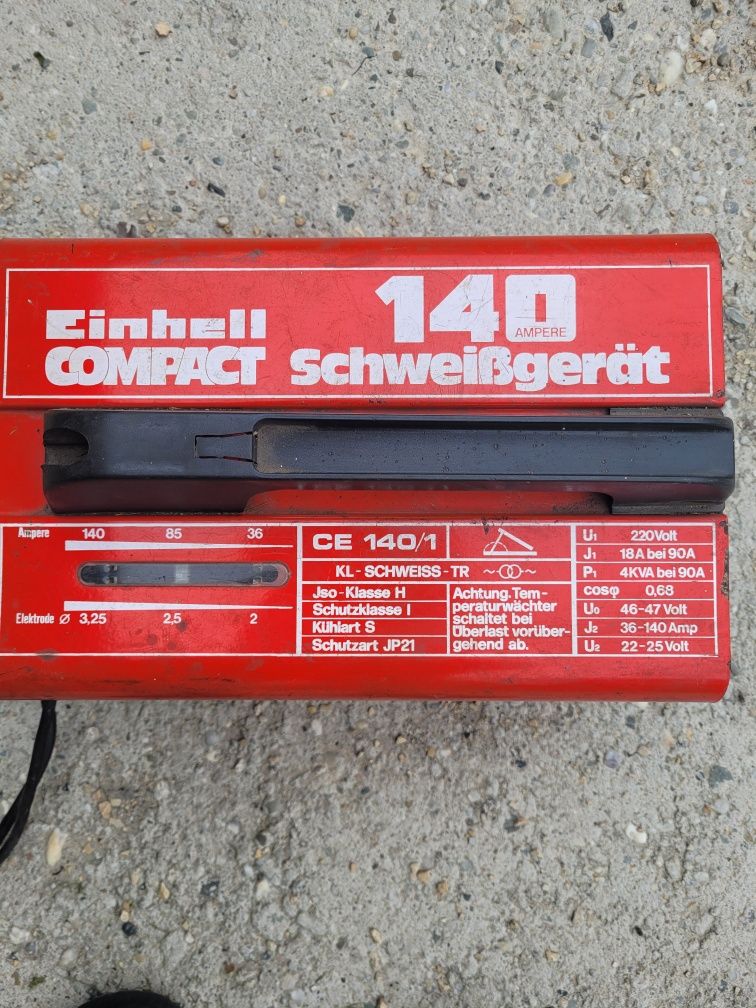 Einhell
COMPACT
140
AMPERE
Schweißgerät
Ampere 140 85 36
Elektrode Ø 3,25 2,5 2
CE 140/1
KL-SCHWEISS-TR
Jso-Klasse H
Schutzklasse I
Kühlart S
Schutzart JP21
Achtung.Tem-
peraturwächter
schaltet bei
Überlast vorüber-
gehend ab.
U1 220Volt
J1 18A bei 90A
P1 4KVA bei 90A
cosφ 0,68
U0 46-47 Volt
J2 36-140 Amp
U2 22-25 Volt